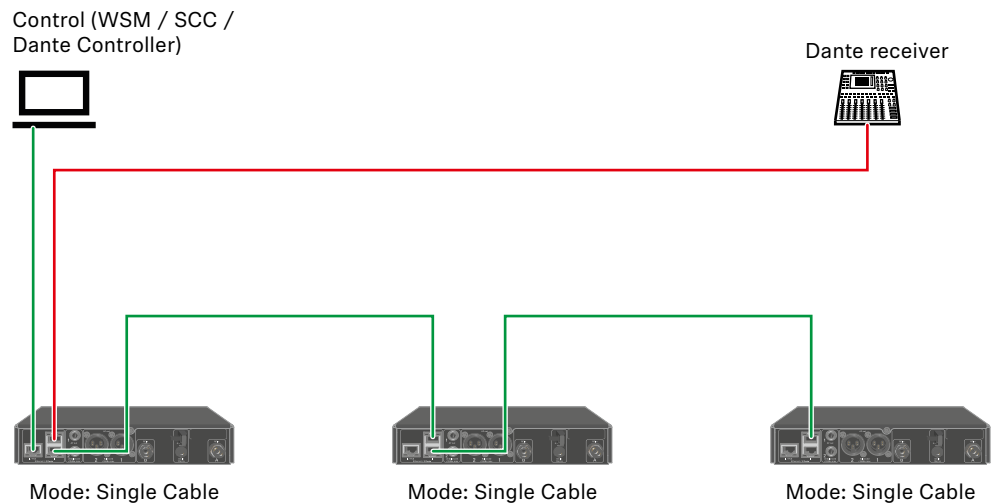 Control (WSM / SCC /
Dante Controller)
Dante receiver
Mode: Single Cable
Mode: Single Cable
Mode: Single Cable